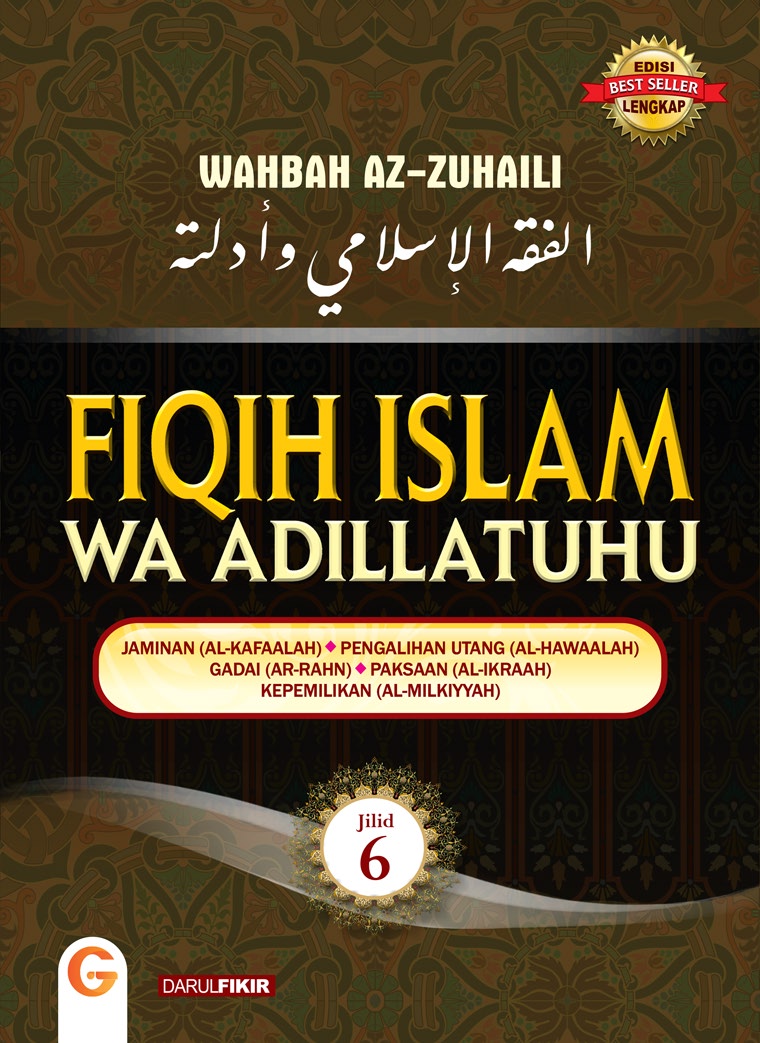 EDISI
BEST SELLER
LENGKAP
WAHBAH AZ-ZUHAILI
الفقه الإسلامي وأدلته
FIQIH ISLAM
WA ADILLATUHU
JAMINAN (AL-KAFAALAH) ◆ PENGALIHAN UTANG (AL-HAWAALAH)
GADAI (AR-RAHN) ◆ PAKSAAN (AL-IKRAAH)
KEPEMILIKAN (AL-MILKIYYAH)
Jilid
6
G
DARULFIKIR